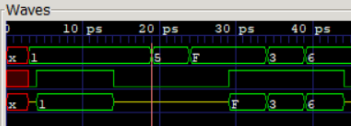 Waves
0 10 ps 20 ps 30 ps 40 ps
x 1 5 F 3 6
x 1 F 3 6